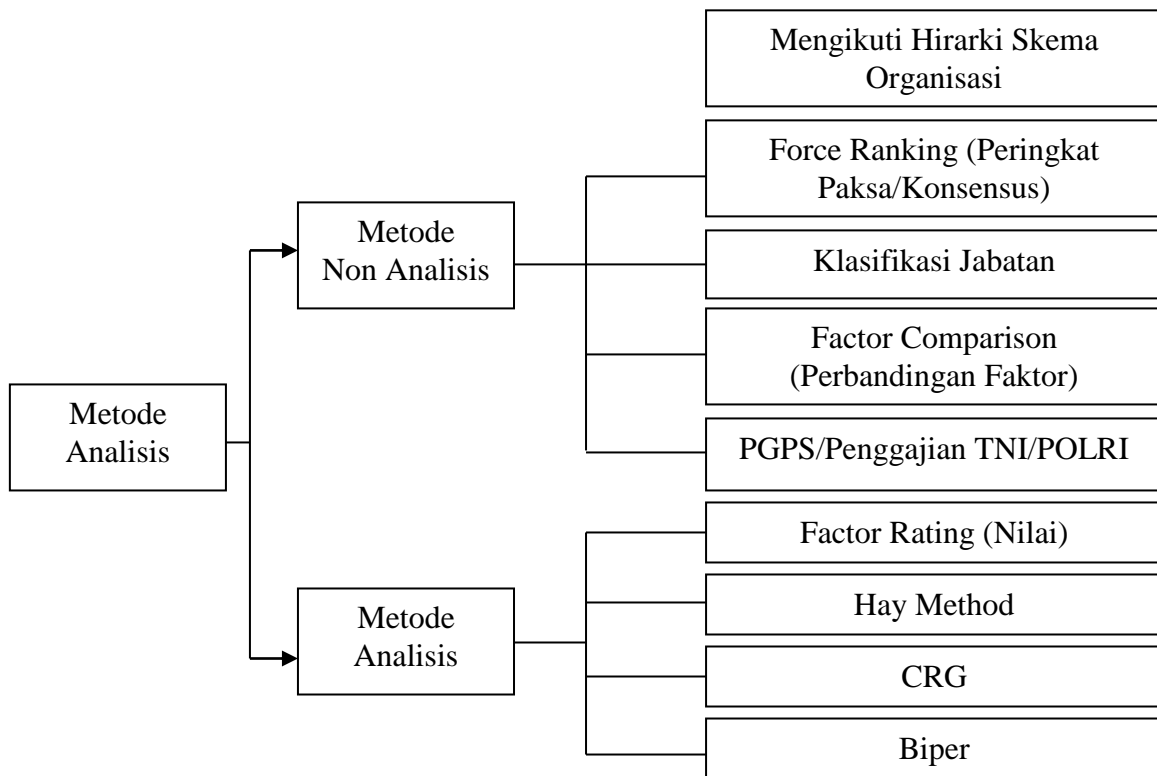 Mengikuti Hirarki Skema
Organisasi
Force Ranking (Peringkat
Paksa/Konsensus)
Metode
Non Analisis
Klasifikasi Jabatan
Factor Comparison
(Perbandingan Faktor)
Metode
Analisis
PGPS/Penggajian TNI/POLRI
Factor Rating (Nilai)
Metode
Analisis
Hay Method
CRG
Biper